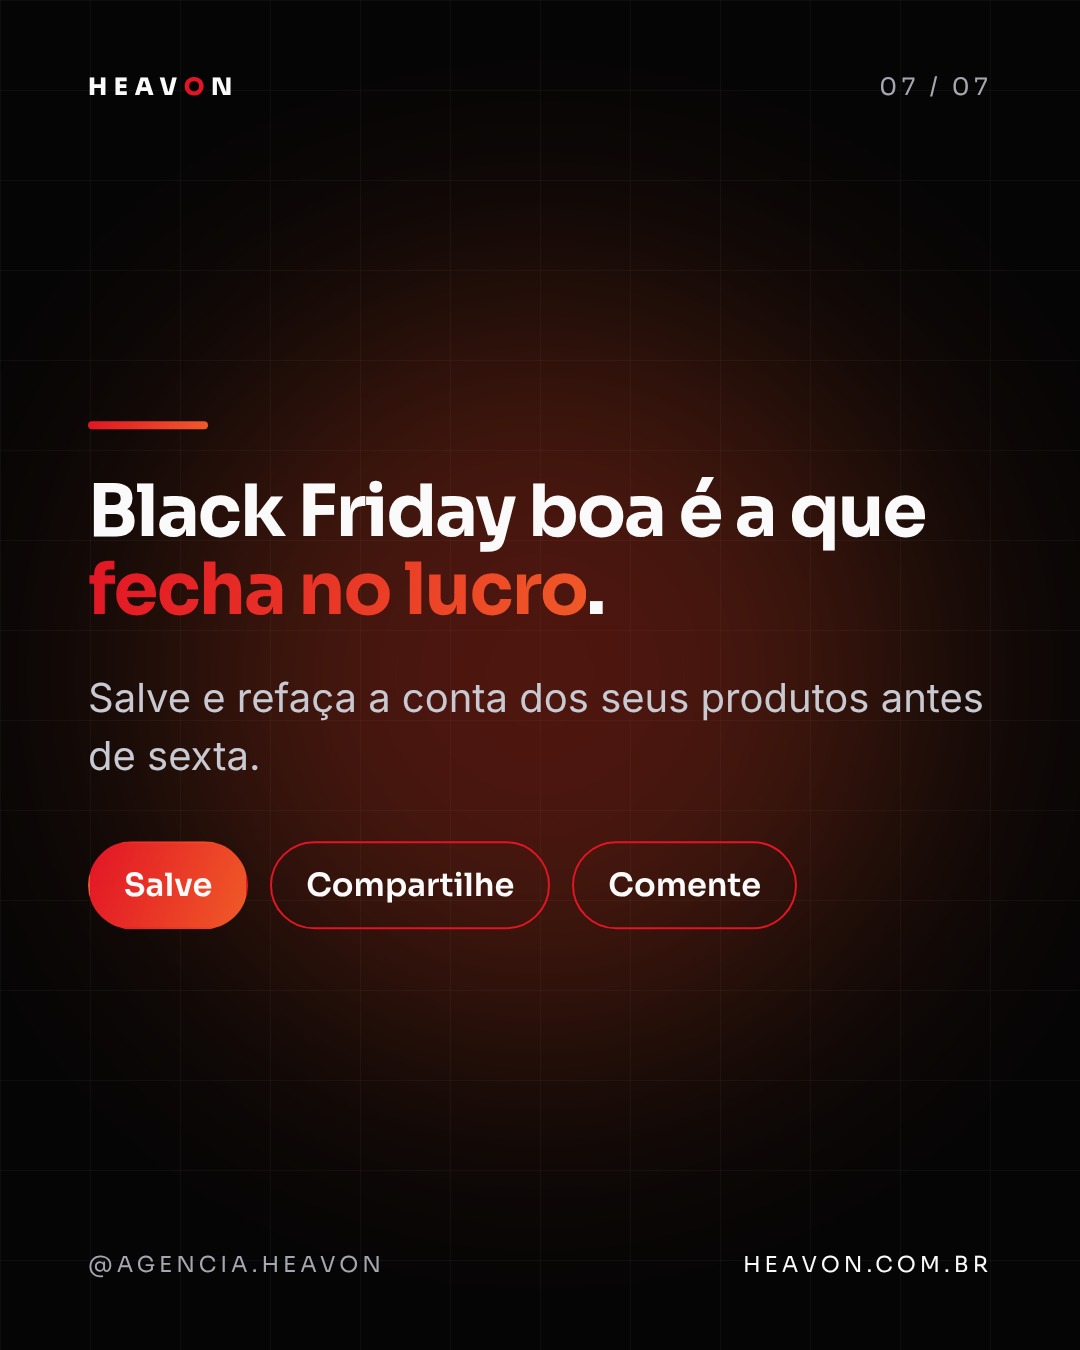 HEAVON
07 / 07
Black Friday boa é a que
fecha no lucro.
Salve e refaça a conta dos seus produtos antes
de sexta.
Salve
Compartilhe
Comente
@AGENCIA.HEAVON
HEAVON.COM.BR